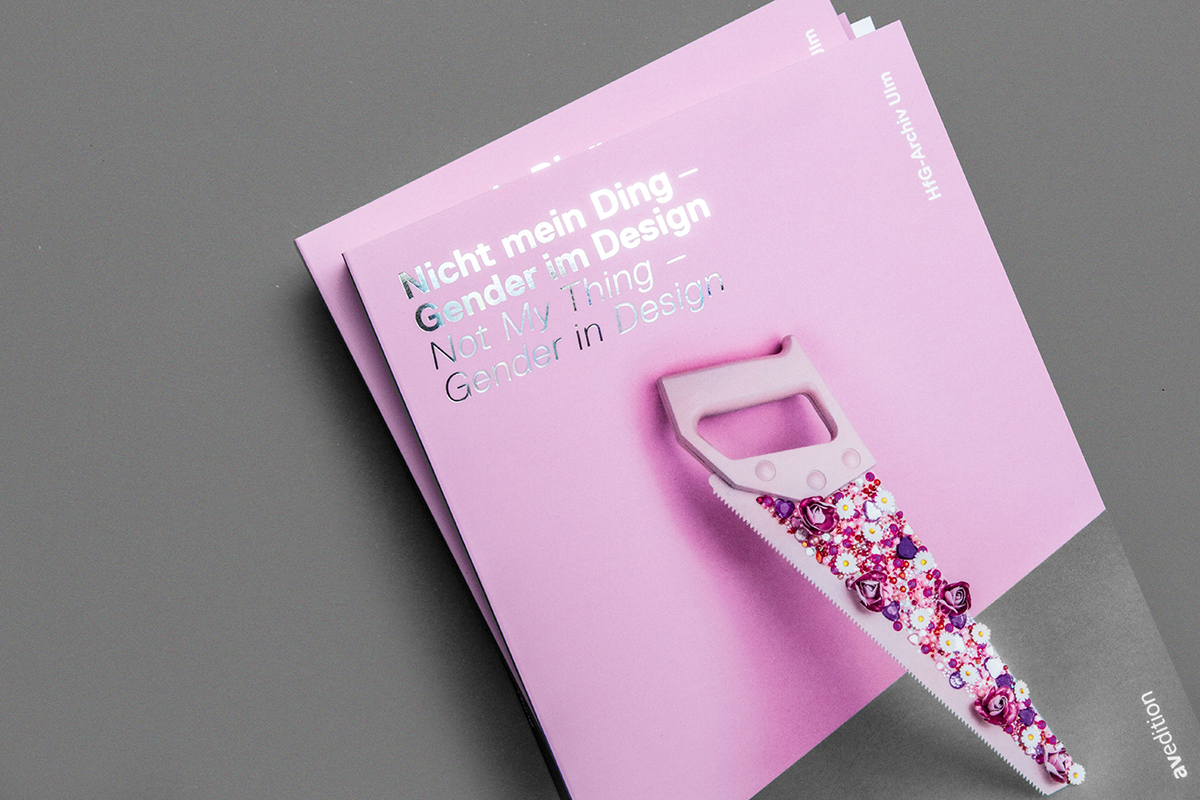 Nicht mein Ding –
Gender im Design
Not My Thing –
Gender in Design
HfG-Archiv Ulm
avedition